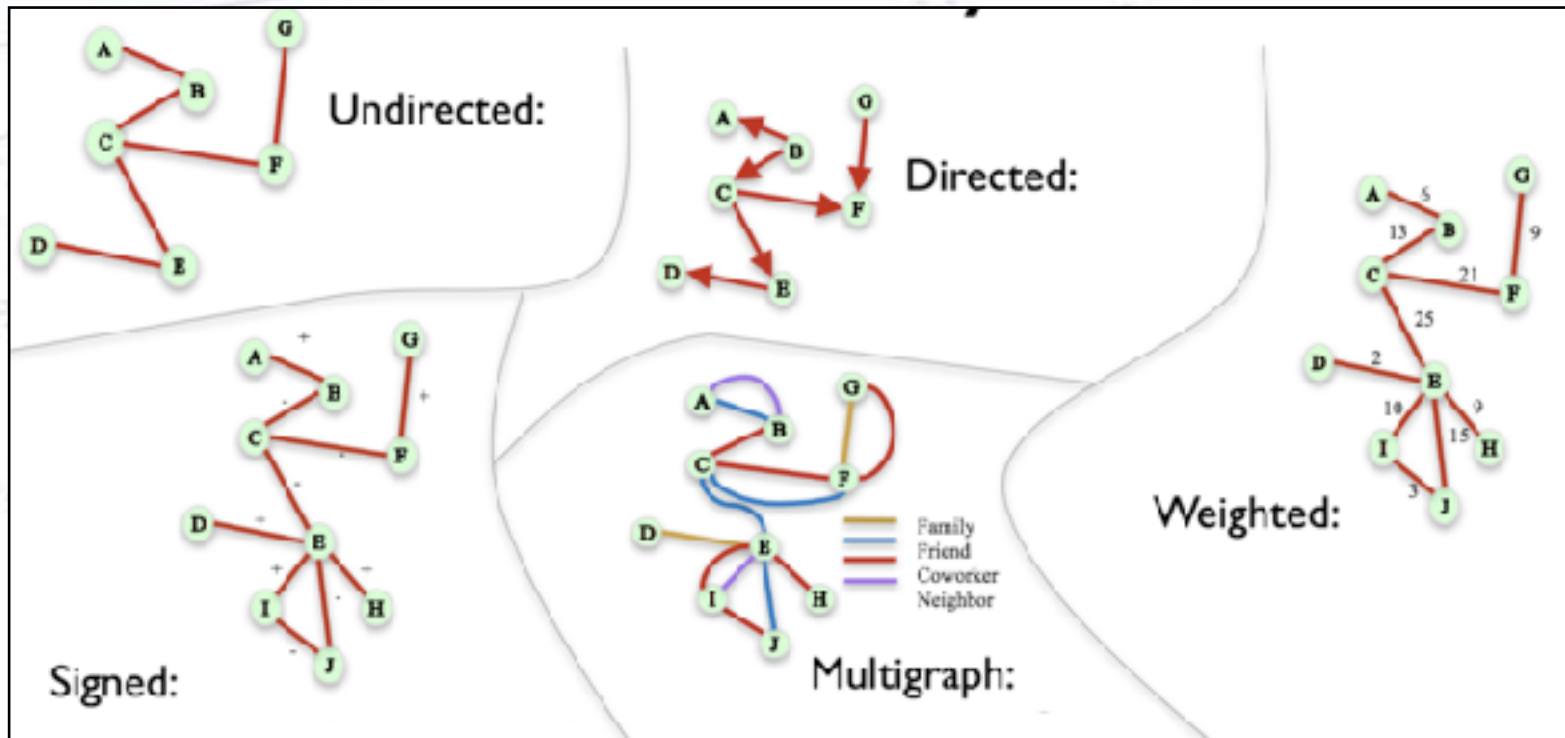 Undirected:
A
B
C
D
E
F
G
Directed:
A
B
C
D
E
F
G
Signed:
A
B
C
D
E
F
G
H
I
J
+
+
-
-
+
+
-
Multigraph:
A
B
C
D
E
F
G
H
I
J
Family
Friend
Coworker
Neighbor
Weighted:
A
B
C
D
E
F
G
H
I
J
5
13
21
9
25
2
10
15
9
3